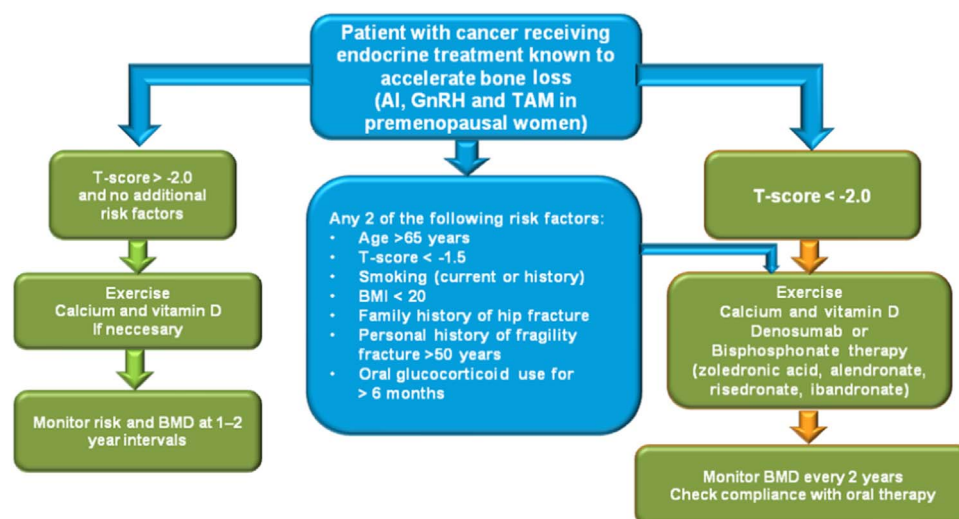 Patient with cancer receiving
endocrine treatment known to
accelerate bone loss
(AI, GnRH and TAM in
premenopausal women)
T-score > -2.0
and no additional
risk factors
Exercise
Calcium and vitamin D
If neccesary
Monitor risk and BMD at 1–2
year intervals
Any 2 of the following risk factors:
• Age >65 years
• T-score < -1.5
• Smoking (current or history)
• BMI < 20
• Family history of hip fracture
• Personal history of fragility
fracture >50 years
• Oral glucocorticoid use for
> 6 months
T-score < -2.0
Exercise
Calcium and vitamin D
Denosumab or
Bisphosphonate therapy
(zoledronic acid, alendronate,
risedronate, ibandronate)
Monitor BMD every 2 years
Check compliance with oral therapy